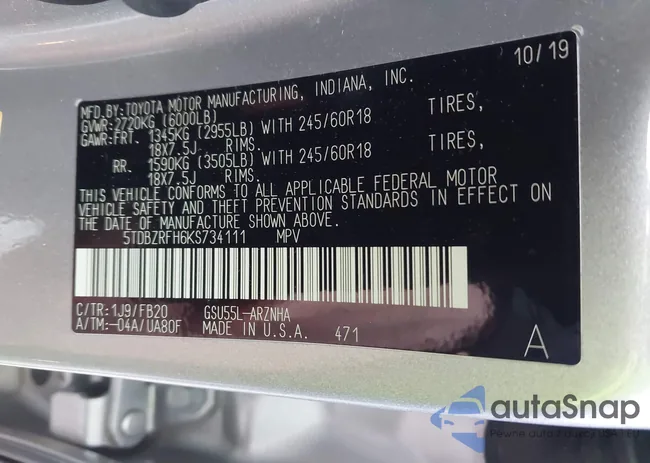 10/19
MFD.BY:TOYOTA MOTOR MANUFACTURING, INDIANA, INC.
GVWR:2720KG (6000LB)
GAWR:FRT. 1345KG (2955LB) WITH 245/60R18 TIRES,
18X7.5J RIMS.
RR. 1590KG (3505LB) WITH 245/60R18 TIRES,
18X7.5J RIMS.
THIS VEHICLE CONFORMS TO ALL APPLICABLE FEDERAL MOTOR
VEHICLE SAFETY AND THEFT PREVENTION STANDARDS IN EFFECT ON
THE DATE OF MANUFACTURE SHOWN ABOVE.
5TDBZRFH6KS734111 MPV
C/TR:1J9/FB20 GSU55L-ARZNHA
A/TM:-04A/UA80F MADE IN U.S.A. 471
A
autaSnap
Pewne auta z